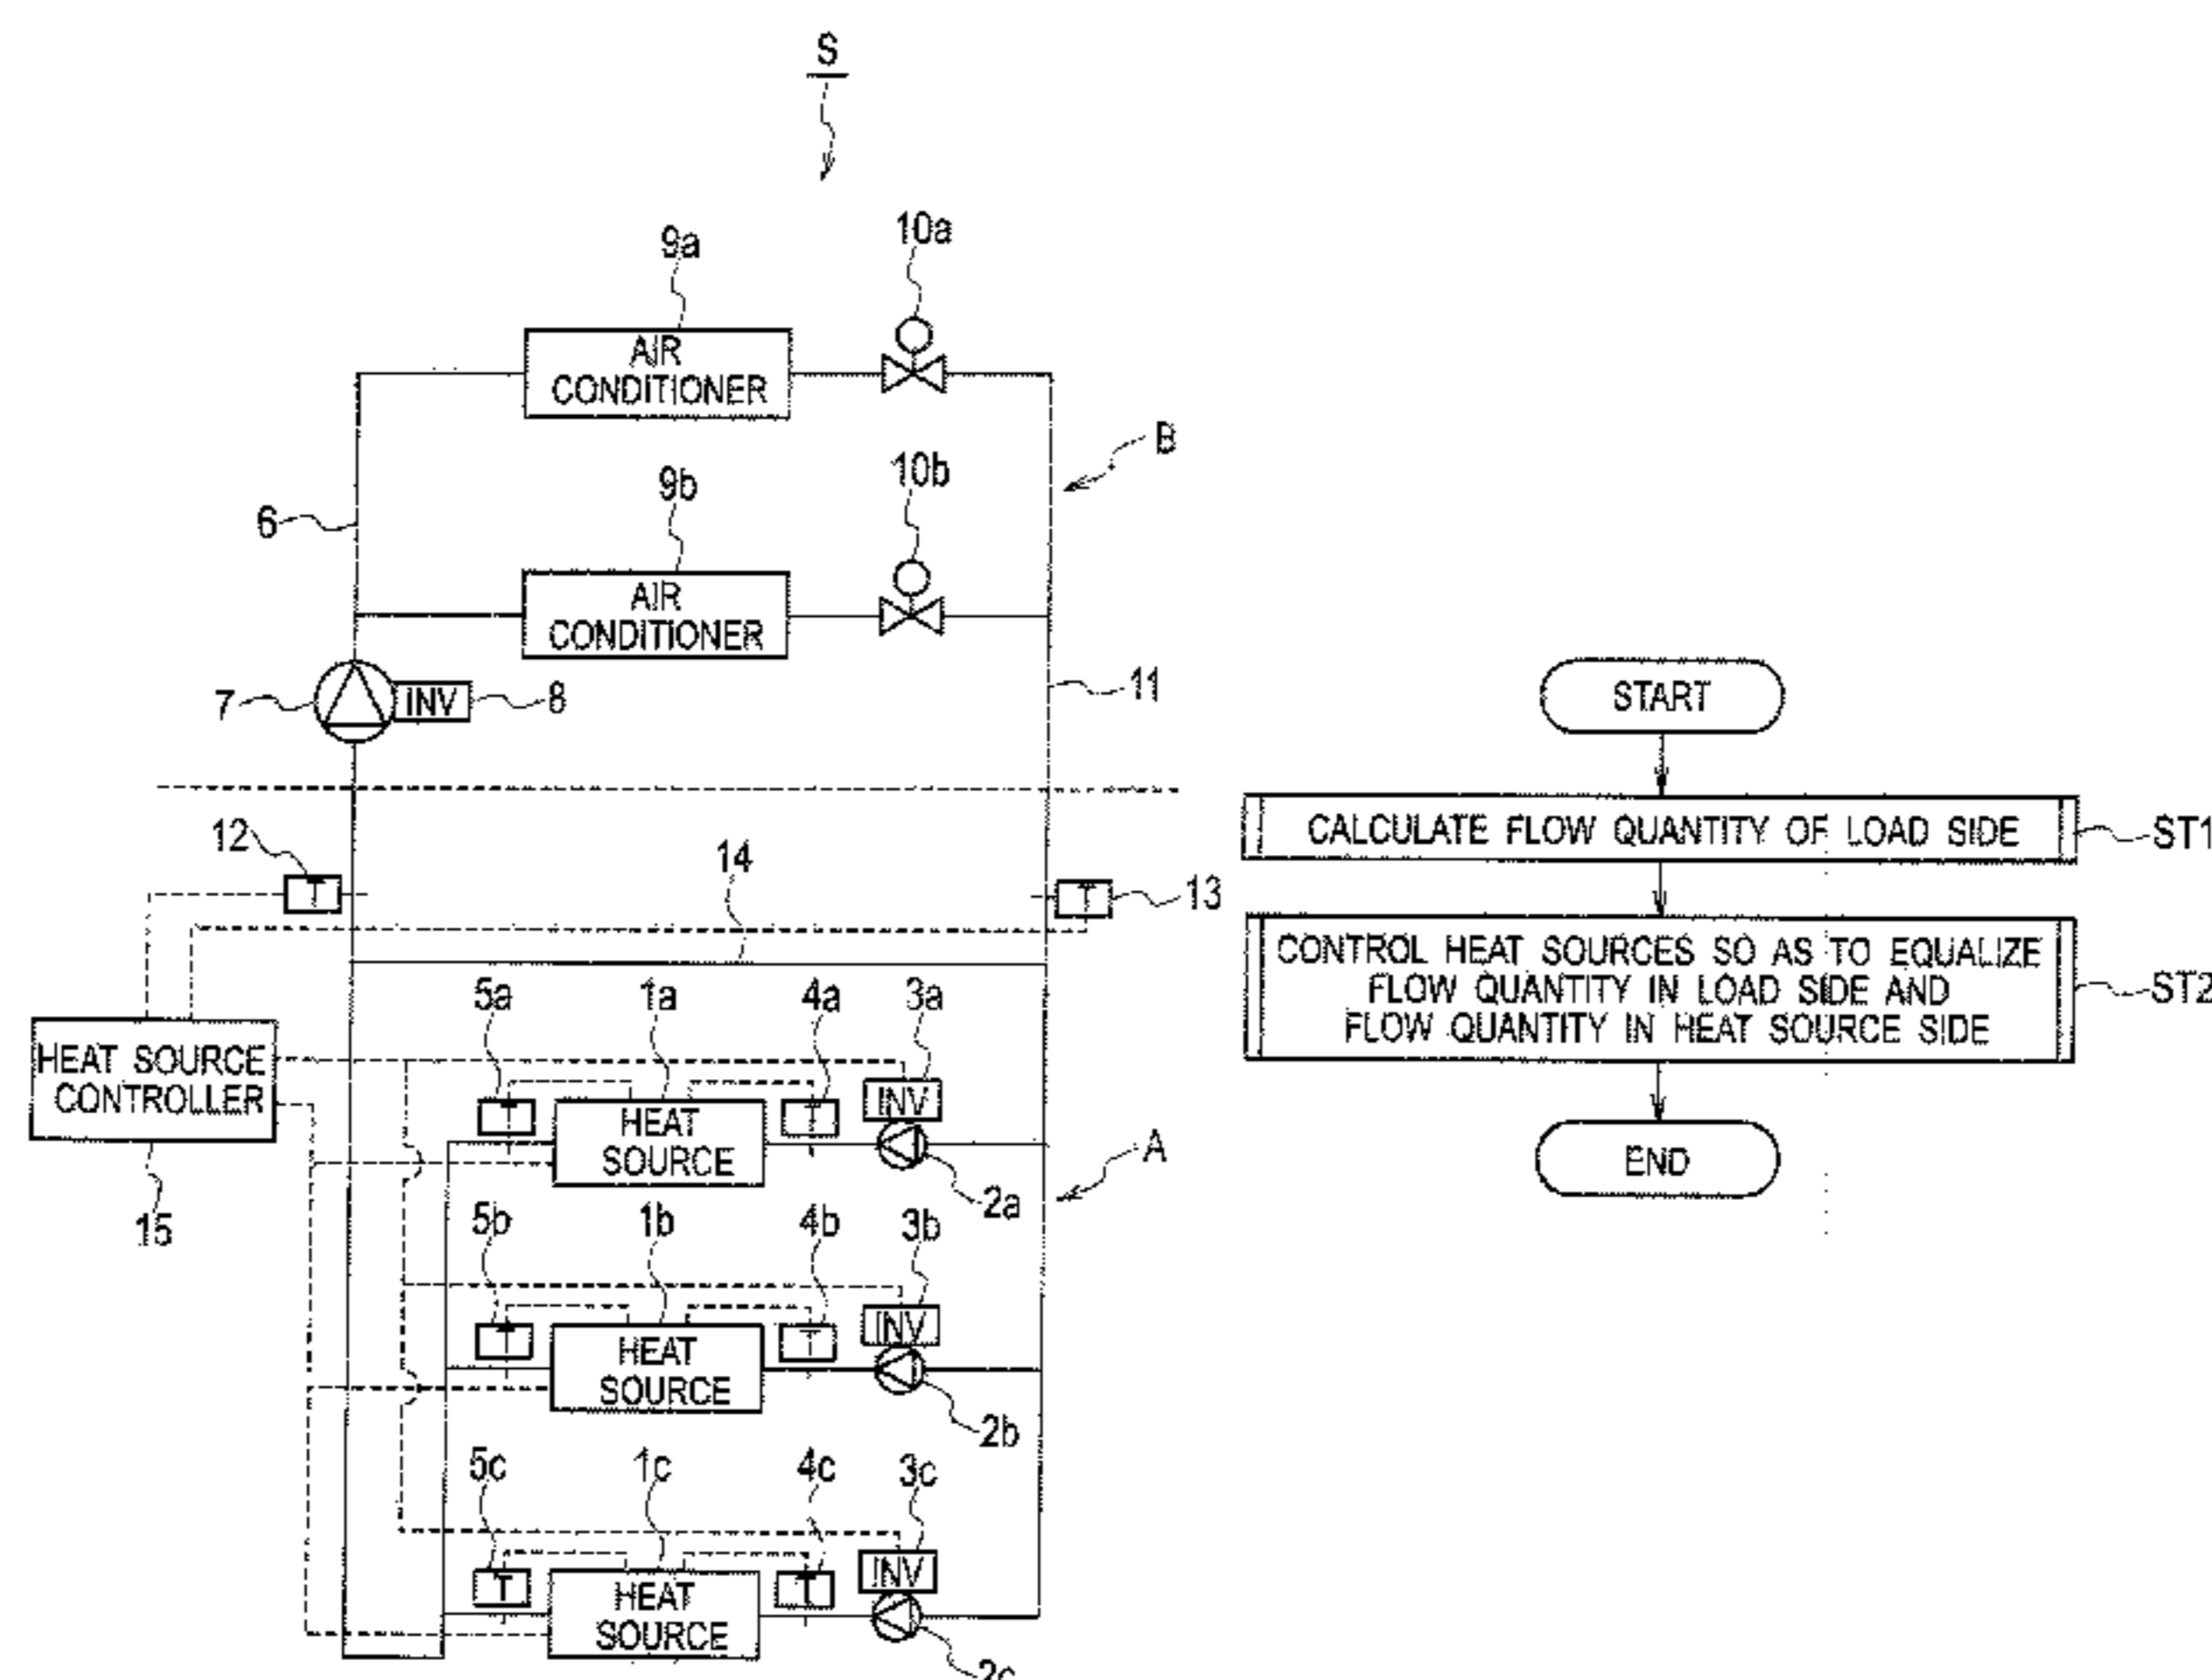 S
10a
9a
AIR
CONDITIONER
B
10b
9b
6
AIR
CONDITIONER
11
7
INV
8
START
12
14
CALCULATE FLOW QUANTITY OF LOAD SIDE
ST1
T
T
13
CONTROL HEAT SOURCES SO AS TO EQUALIZE
FLOW QUANTITY IN LOAD SIDE AND
FLOW QUANTITY IN HEAT SOURCE SIDE
ST2
5a
1a
4a
3a
HEAT SOURCE
CONTROLLER
INV
T
HEAT
SOURCE
T
END
A
15
2a
5b
1b
4b
3b
INV
T
HEAT
SOURCE
T
2b
5c
1c
4c
3c
INV
T
HEAT
SOURCE
T
2c